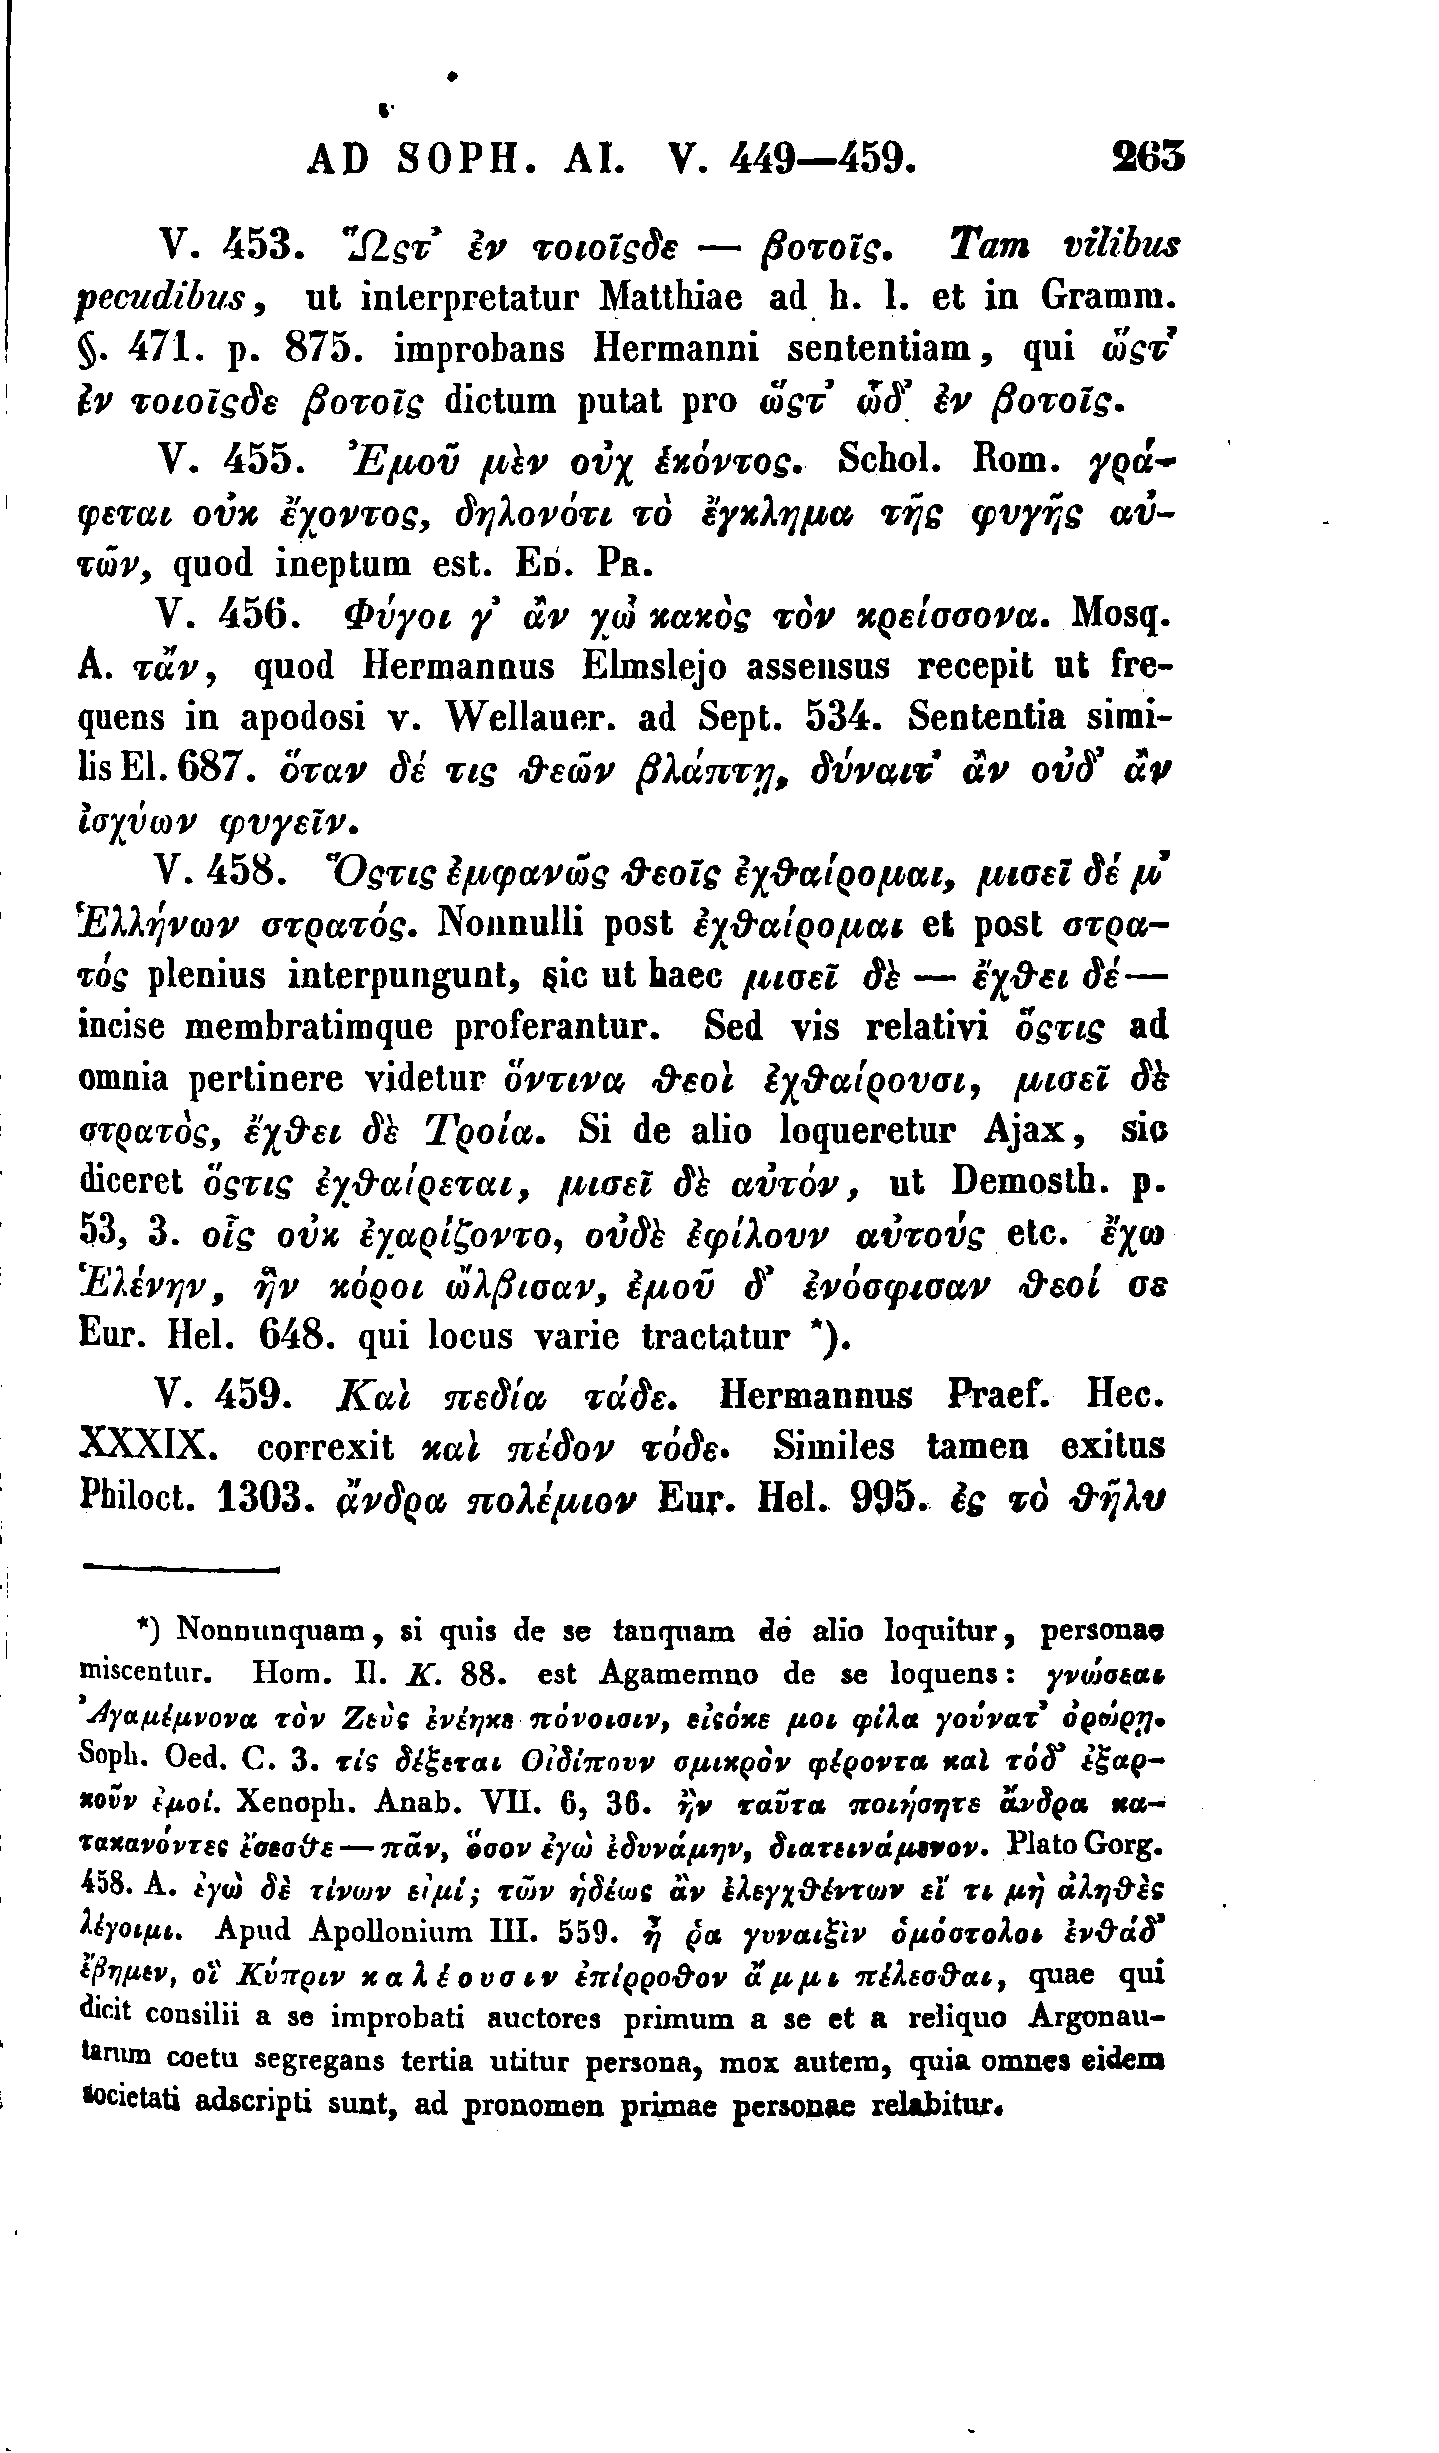 AD SOPH. AI. V. 449—459. 263
V. 453. Ὥςτ’ ἐν τοιοῖςδε — βοτοῖς. Tam vilibus
pecudibus, ut interpretatur Matthiae ad h. l. et in Gramm.
§. 471. p. 875. improbans Hermanni sententiam, qui ὥςτ’
ἐν τοιοῖςδε βοτοῖς dictum putat pro ὥςτ’ ὧδ’ ἐν βοτοῖς.
V. 455. Ἐμοῦ μὲν οὐχ ἑκόντος. Schol. Rom. γρά-
φεται οὐκ ἔχοντος, δηλονότι τὸ ἔγκλημα τῆς φυγῆς αὐ-
τῶν, quod ineptum est. ED. PR.
V. 456. Φύγοι γ’ ἂν χὠ κακὸς τὸν κρείσσονα. Mosq.
A. τἄν, quod Hermannus Elmslejo assensus recepit ut fre-
quens in apodosi v. Wellauer. ad Sept. 534. Sententia simi-
lis El. 687. ὅταν δέ τις θεῶν βλάπτῃ, δύναιτ’ ἂν οὐδ’ ἂν
ἰσχύων φυγεῖν.
V. 458. Ὅςτις ἐμφανῶς θεοῖς ἐχθαίρομαι, μισεῖ δέ μ’
Ἑλλήνων στρατός. Nonnulli post ἐχθαίρομαι et post στρα-
τός plenius interpungunt, sic ut haec μισεῖ δὲ — ἔχθει δέ—
incise membratimque proferantur. Sed vis relativi ὅςτις ad
omnia pertinere videtur ὅντινα θεοὶ ἐχθαίρουσι, μισεῖ δὲ
στρατὸς, ἔχθει δὲ Τροία. Si de alio loqueretur Ajax, sic
diceret ὅςτις ἐχθαίρεται, μισεῖ δὲ αὐτόν, ut Demosth. p.
53, 3. οἷς οὐκ ἐχαρίζοντο, οὐδὲ ἐφίλουν αὐτούς etc. ἔχω
Ἑλένην, ἣν κόροι ὤλβισαν, ἐμοῦ δ’ ἐνόσφισαν θεοί σε
Eur. Hel. 648. qui locus varie tractatur *).
V. 459. Καὶ πεδία τάδε. Hermannus Praef. Hec.
XXXIX. correxit καὶ πέδον τόδε. Similes tamen exitus
Philoct. 1303. ἄνδρα πολέμιον Eur. Hel. 995. ἐς τὸ θῆλυ
*) Nonnunquam, si quis de se tanquam de alio loquitur, personae
miscentur. Hom. Il. K. 88. est Agamemno de se loquens: γνώσεαι
Ἀγαμέμνονα τὸν Ζεὺς ἐνέηκε πόνοισιν, εἰςόκε μοι φίλα γούνατ’ ὀρώρῃ.
Soph. Oed. C. 3. τίς δέξεται Οἰδίπουν σμικρὸν φέροντα καὶ τόδ’ ἐξαρ-
κοῦν ἐμοί. Xenoph. Anab. VII. 6, 36. ἢν ταῦτα ποιήσητε ἄνδρα κα-
τακανόντες ἔσεσθε — πᾶν, ὅσον ἐγὼ ἐδυνάμην, διατεινάμενον. Plato Gorg.
458. A. ἐγὼ δὲ τίνων εἰμί; τῶν ἡδέως ἂν ἐλεγχθέντων εἴ τι μὴ ἀληθὲς
λέγοιμι. Apud Apollonium III. 559. ἦ ῥα γυναιξὶν ὁμόστολοι ἐνθάδ’
ἔβημεν, οἳ Κύπριν καλέουσιν ἐπίρροθον ἄμμι πέλεσθαι, quae qui
dicit consilii a se improbati auctores primum a se et a reliquo Argonau-
tarum coetu segregans tertia utitur persona, mox autem, quia omnes eidem
societati adscripti sunt, ad pronomen primae personae relabitur.